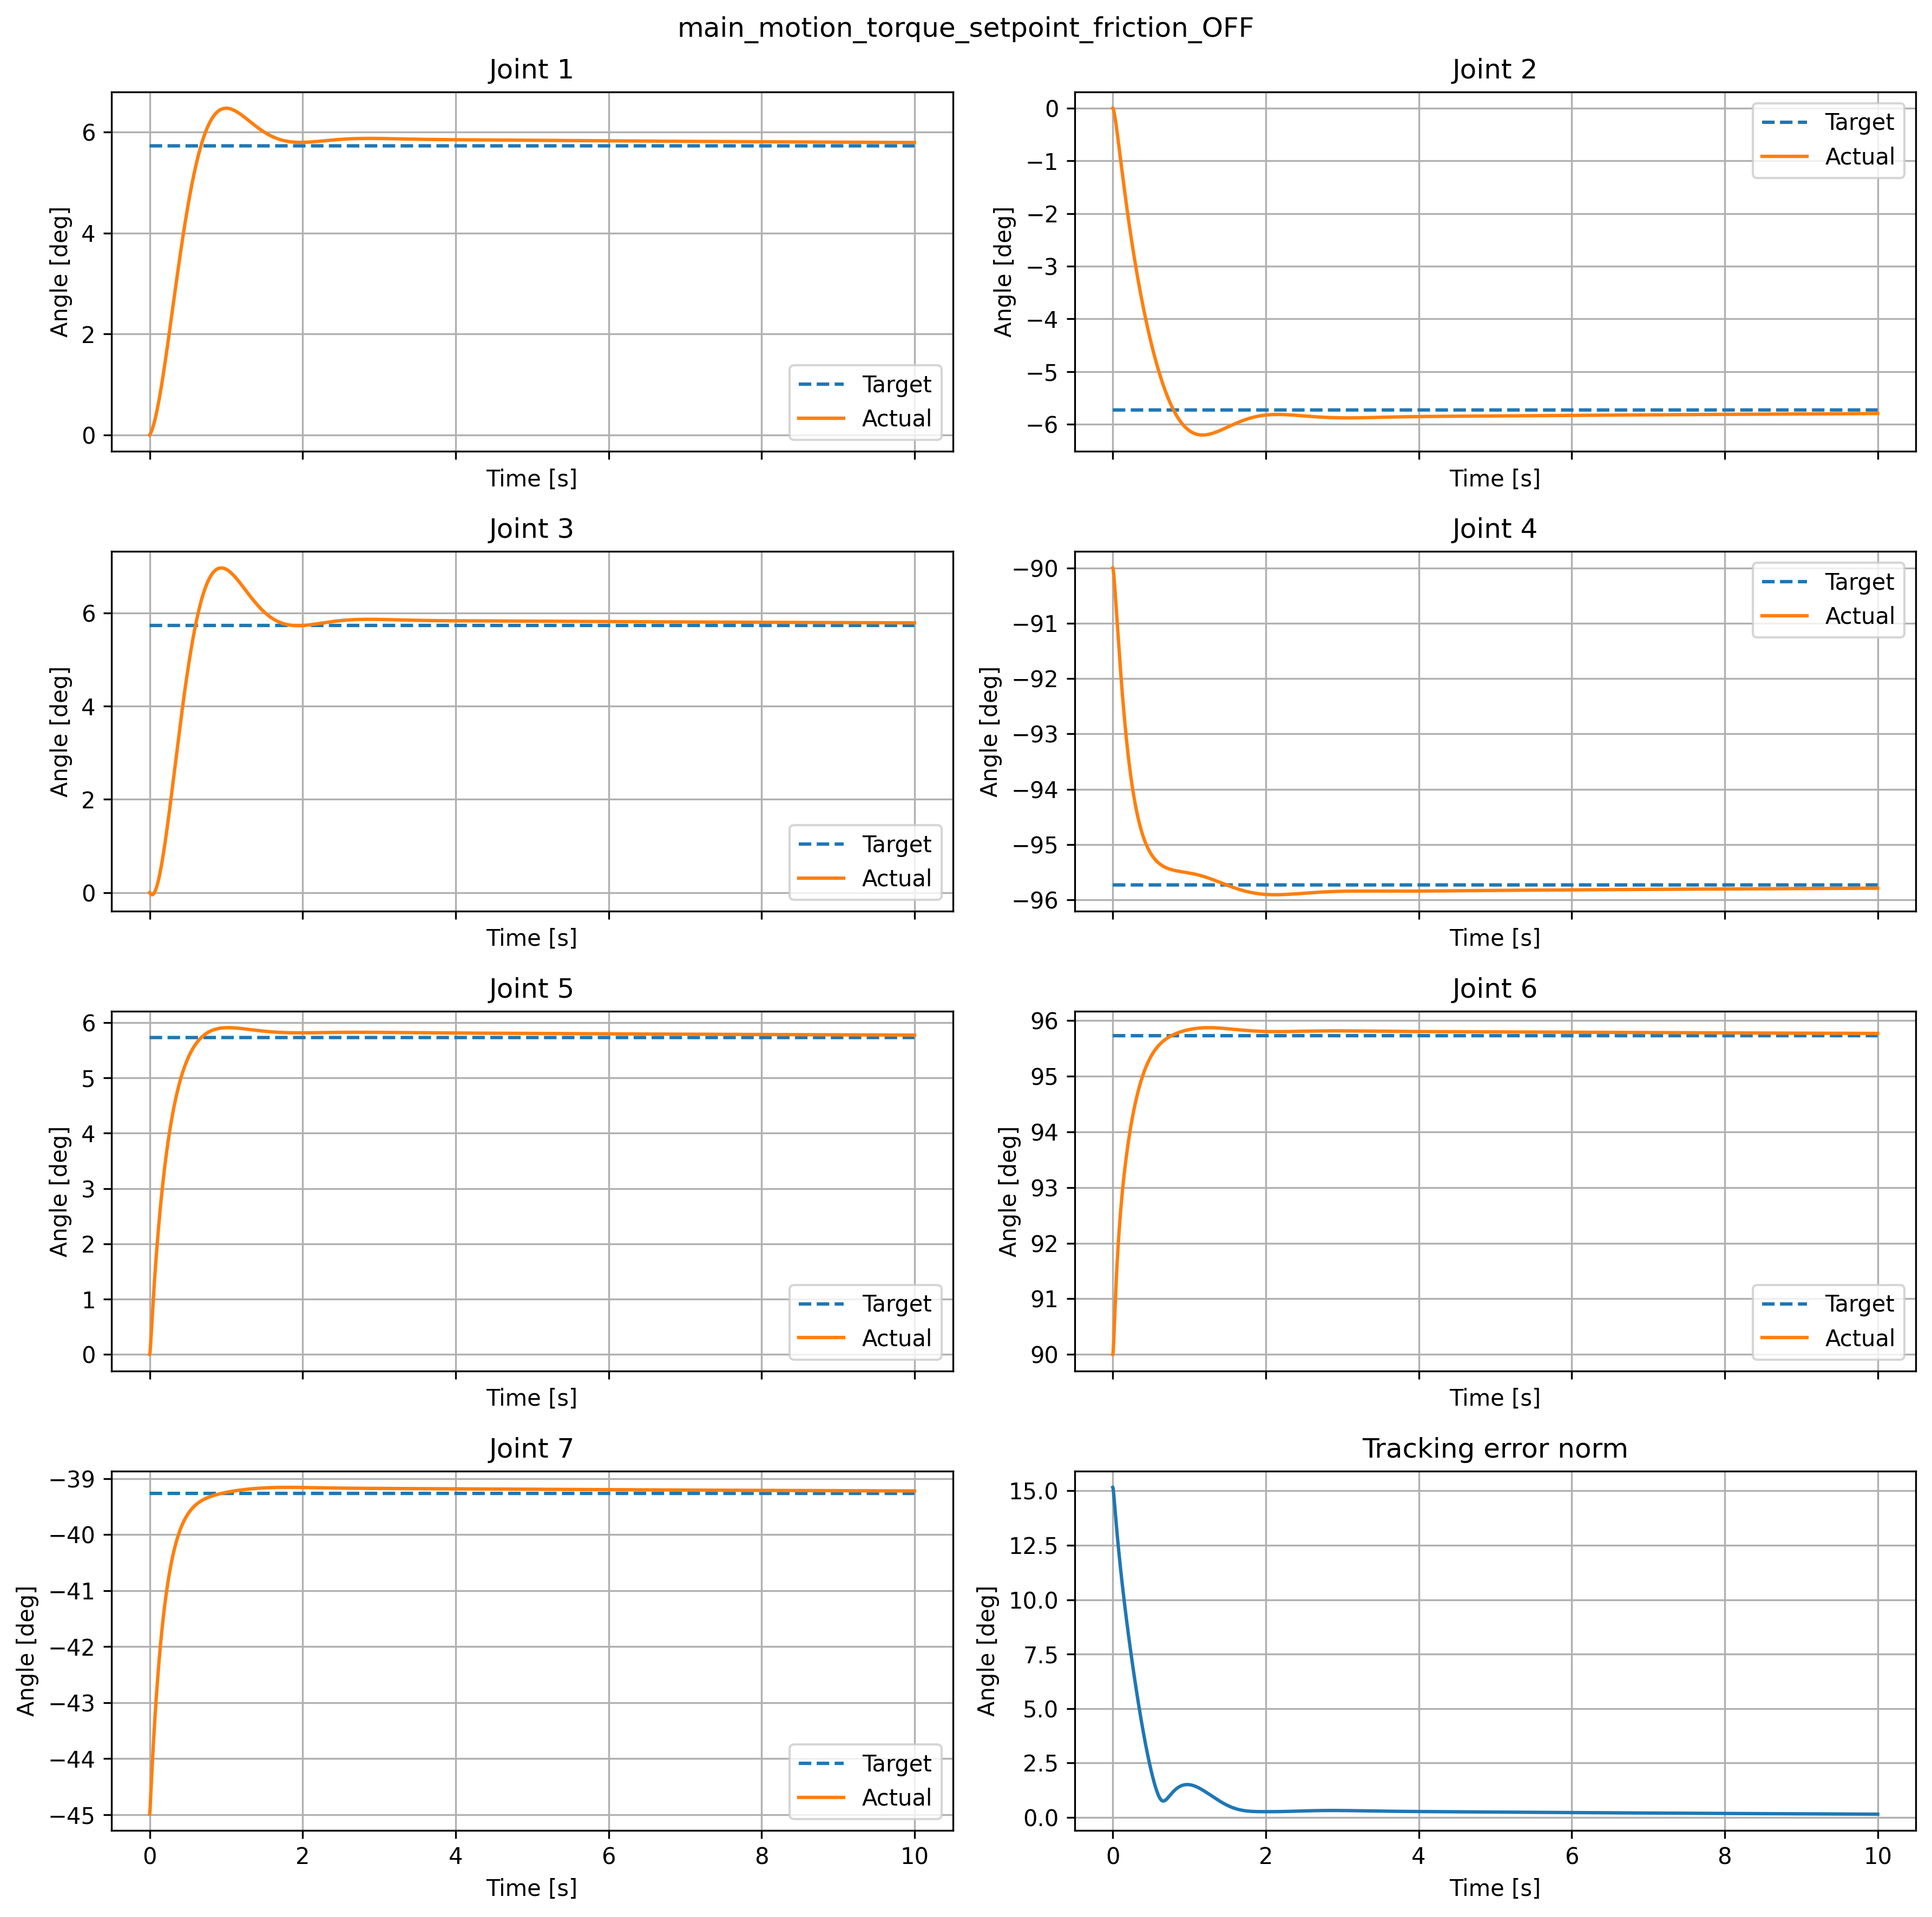 main_motion_torque_setpoint_friction_OFF
Joint 1
Angle [deg]
6
4
2
0
Target
Actual
Time [s]
Joint 2
Angle [deg]
0
−1
−2
−3
−4
−5
−6
Target
Actual
Time [s]
Joint 3
Angle [deg]
6
4
2
0
Target
Actual
Time [s]
Joint 4
Angle [deg]
−90
−91
−92
−93
−94
−95
−96
Target
Actual
Time [s]
Joint 5
Angle [deg]
6
5
4
3
2
1
0
Target
Actual
Time [s]
Joint 6
Angle [deg]
96
95
94
93
92
91
90
Target
Actual
Time [s]
Joint 7
Angle [deg]
−39
−40
−41
−42
−43
−44
−45
Target
Actual
0 2 4 6 8 10
Time [s]
Tracking error norm
Angle [deg]
15.0
12.5
10.0
7.5
5.0
2.5
0.0
0 2 4 6 8 10
Time [s]